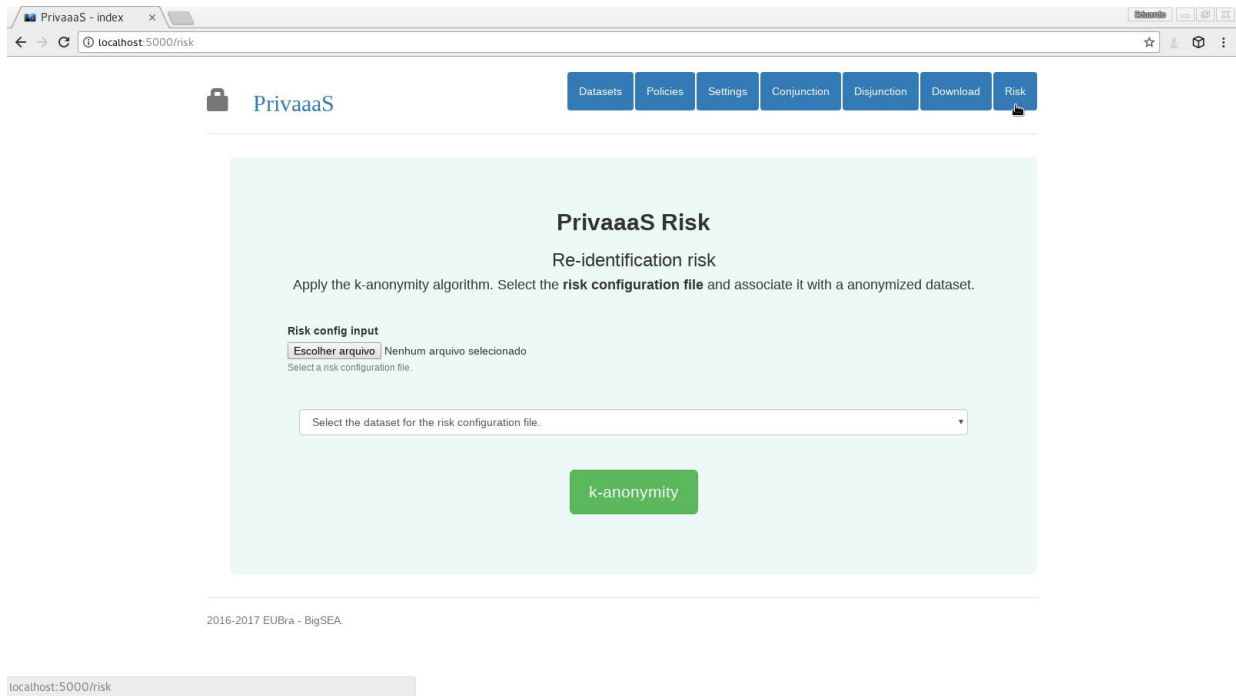 PrivaaaS - index
Eduardo
localhost:5000/risk
PrivaaaS
Datasets
Policies
Settings
Conjunction
Disjunction
Download
Risk
PrivaaaS Risk
Re-identification risk
Apply the k-anonymity algorithm. Select the risk configuration file and associate it with a anonymized dataset.
Risk config input
Escolher arquivo Nenhum arquivo selecionado
Select a risk configuration file.
Select the dataset for the risk configuration file.
k-anonymity
2016-2017 EUBra - BigSEA.
localhost:5000/risk